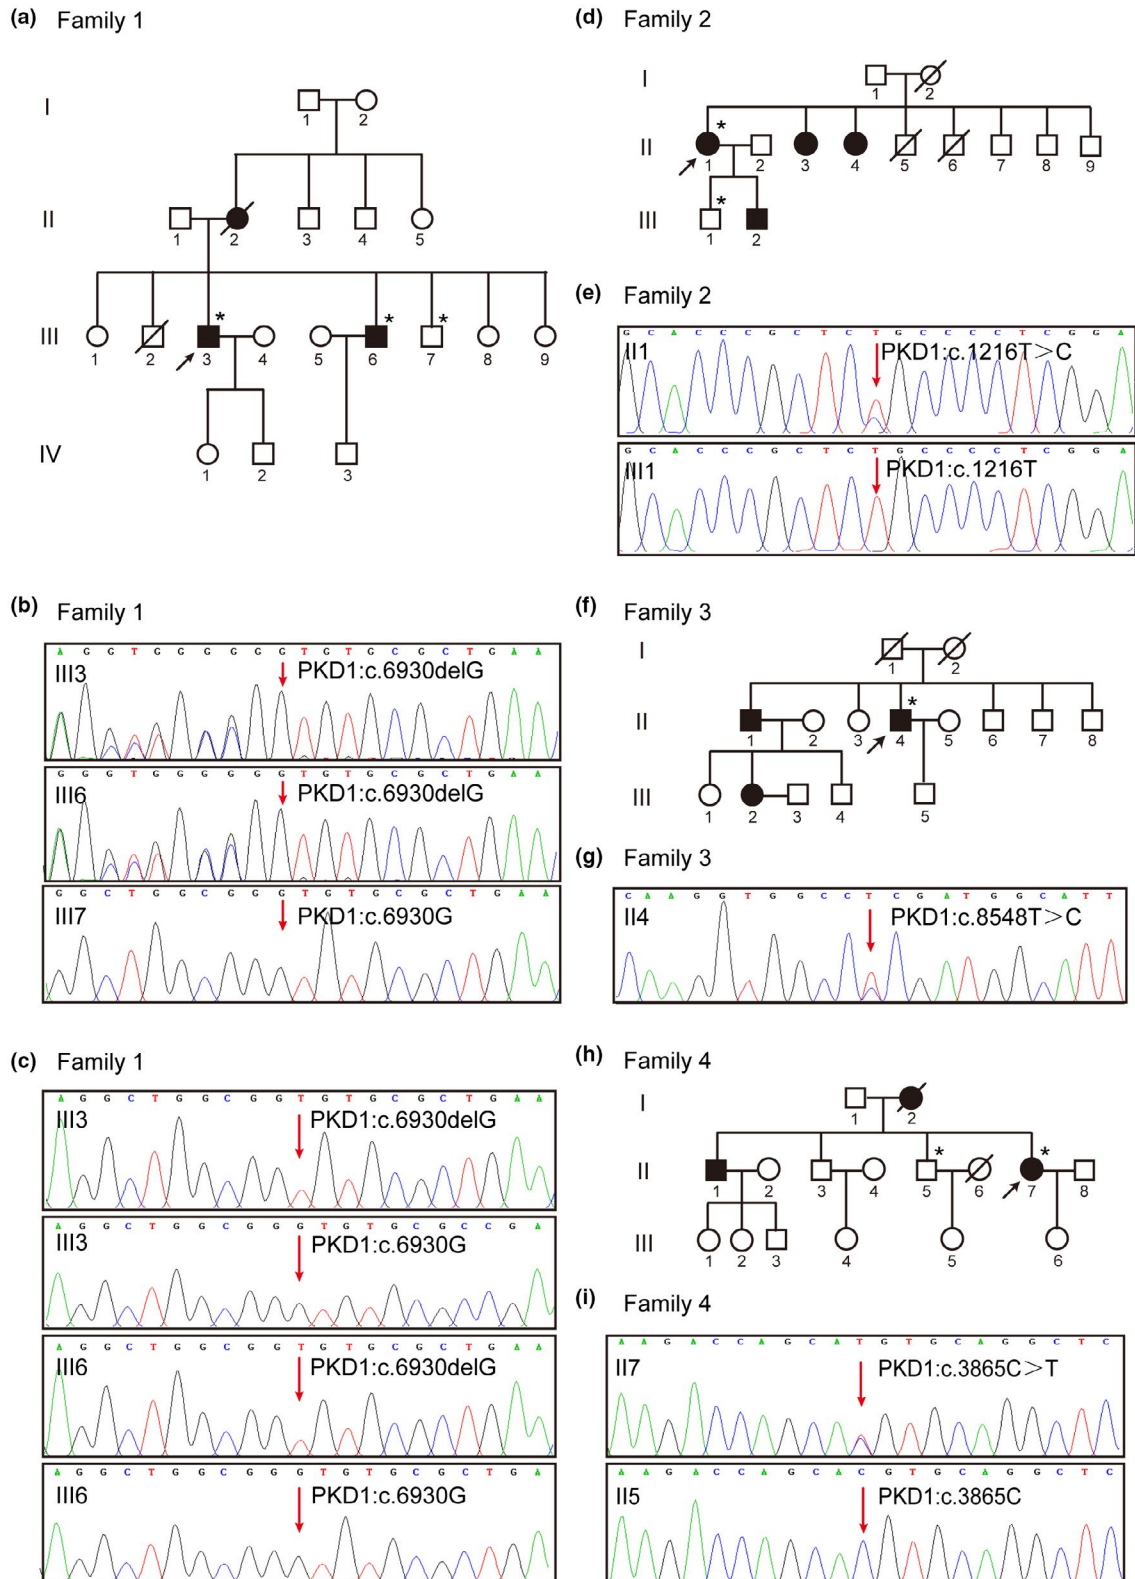 (a) Family 1
I
1 2
II
1 2 3 4 5
*
*
*
III
1 2 3 4 5 6 7 8 9
IV
1 2 3
(b) Family 1
A G G T G G G G G G T G T G C G C T G A A
III3 PKD1:c.6930delG
G G G T G G G G G G T G T G C G C T G A A
III6 PKD1:c.6930delG
G G C T G G C G G G T G T G C G C T G A A
III7 PKD1:c.6930G
(c) Family 1
A G G C T G G C G G T G T G C G C T G A A
III3 PKD1:c.6930delG
A G G C T G G C G G G T G T G C G C C G A
III3 PKD1:c.6930G
A G G C T G G C G G T G T G C G C T G A A
III6 PKD1:c.6930delG
A G G C T G G C G G G T G T G C G C T G A
III6 PKD1:c.6930G
(d) Family 2
I
1 2
*
II
1 2 3 4 5 6 7 8 9
*
III
1 2
(e) Family 2
G C A C C C G C T C T G C C C C T C G G A
II1 PKD1:c.1216T>C
G C A C C C G C T C T G C C C C T C G G A
III1 PKD1:c.1216T
(f) Family 3
I
1 2
*
II
1 2 3 4 5 6 7 8
III
1 2 3 4 5
(g) Family 3
C A A G G T G G C C T C G A T G G C A T T
II4 PKD1:c.8548T>C
(h) Family 4
I
1 2
* *
II
1 2 3 4 5 6 7 8
III
1 2 3 4 5 6
(i) Family 4
A A G A C C A G C A T G T G C A G G C T C
II7 PKD1:c.3865C>T
A A G A C C A G C A C G T G C A G G C T C
II5 PKD1:c.3865C